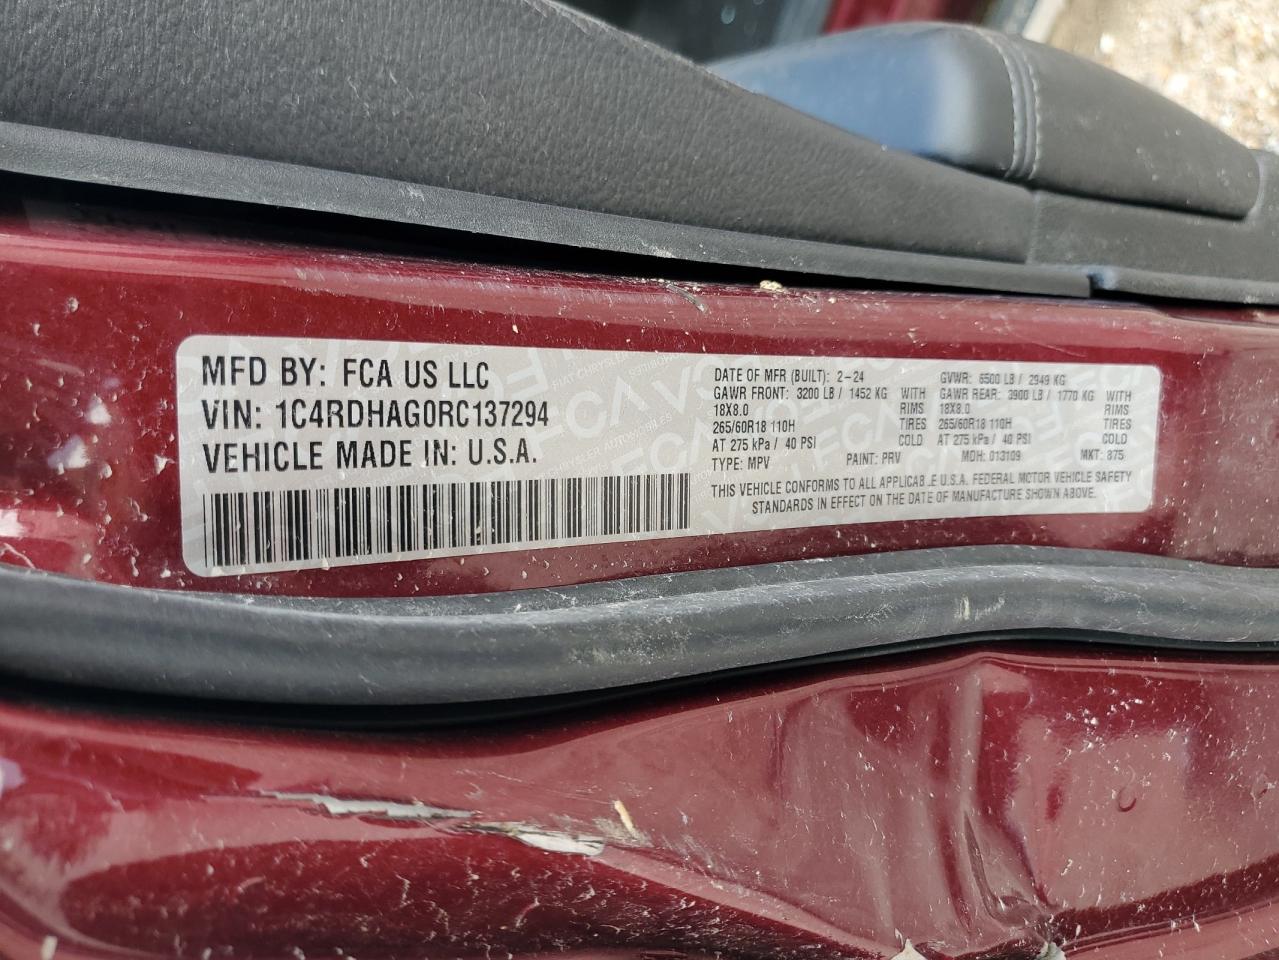 MFD BY: FCA US LLC
VIN: 1C4RDHAG0RC137294
VEHICLE MADE IN: U.S.A.
DATE OF MFR (BUILT): 2-24
GAWR FRONT: 3200 LB / 1452 KG WITH
18X8.0 RIMS
265/60R18 110H TIRES
AT 275 kPa / 40 PSI COLD
TYPE: MPV PAINT: PRV
GVWR: 6500 LB / 2949 KG
GAWR REAR: 3900 LB / 1770 KG WITH
18X8.0 RIMS
265/60R18 110H TIRES
AT 275 kPa / 40 PSI COLD
MDH: 013109 MKT: 875
THIS VEHICLE CONFORMS TO ALL APPLICABLE U.S.A. FEDERAL MOTOR VEHICLE SAFETY
STANDARDS IN EFFECT ON THE DATE OF MANUFACTURE SHOWN ABOVE.